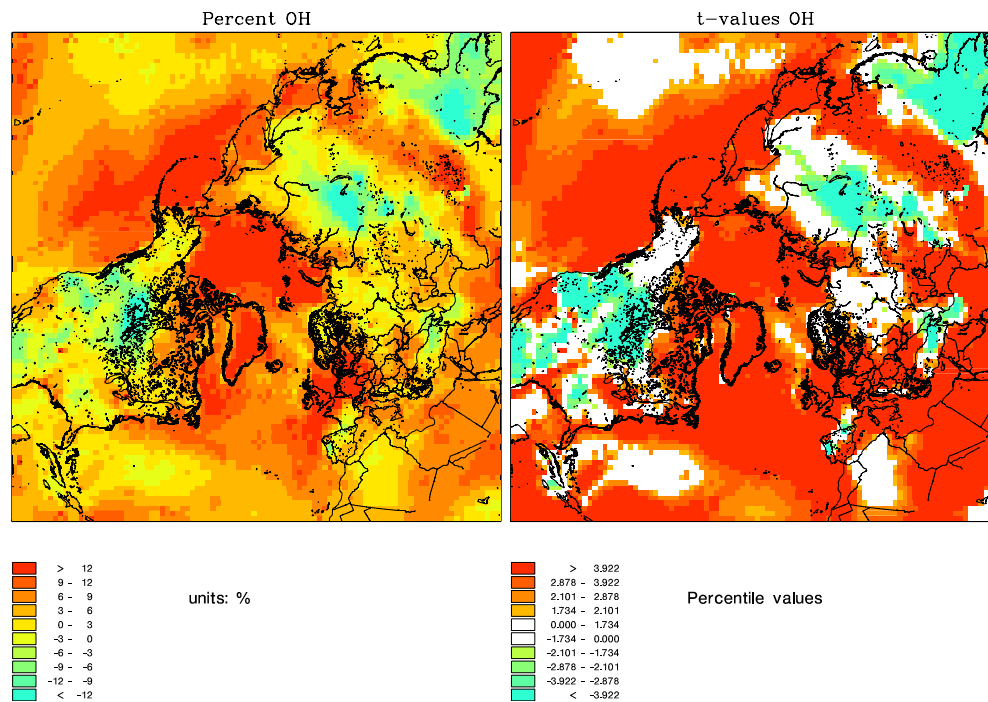 Percent OH
t-values OH
> 12
9 - 12
6 - 9
3 - 6
0 - 3
-3 - 0
-6 - -3
-9 - -6
-12 - -9
< -12
units: %
> 3.922
2.878 - 3.922
2.101 - 2.878
1.734 - 2.101
0.000 - 1.734
-1.734 - 0.000
-2.101 - -1.734
-2.878 - -2.101
-3.922 - -2.878
< -3.922
Percentile values